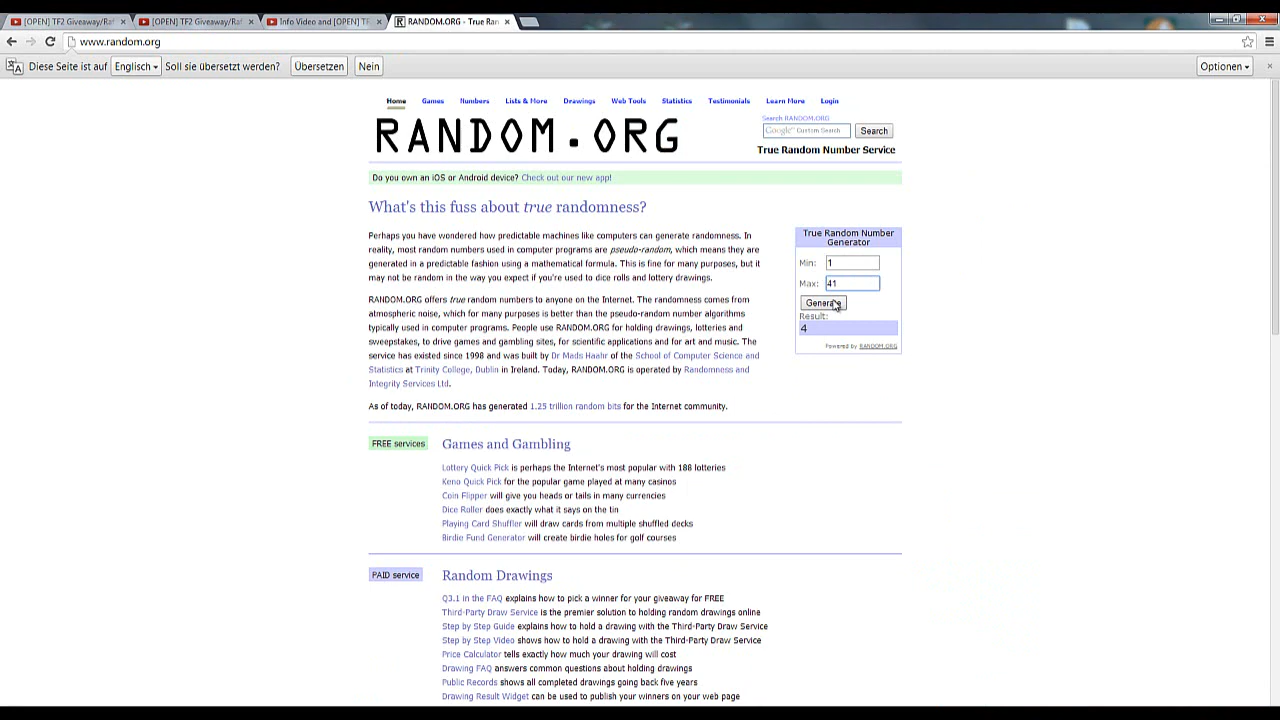 [OPEN] TF2 Giveaway/Raf
[OPEN] TF2 Giveaway/Raf
Info Video and [OPEN] TF
RANDOM.ORG - True Ran
www.random.org
Diese Seite ist auf Englisch Soll sie übersetzt werden? Übersetzen Nein Optionen
Home Games Numbers Lists & More Drawings Web Tools Statistics Testimonials Learn More Login
RANDOM.ORG
Search RANDOM.ORG
Google™ Custom Search Search
True Random Number Service
Do you own an iOS or Android device? Check out our new app!
What's this fuss about true randomness?
Perhaps you have wondered how predictable machines like computers can generate randomness. In
reality, most random numbers used in computer programs are pseudo-random, which means they are
generated in a predictable fashion using a mathematical formula. This is fine for many purposes, but it
may not be random in the way you expect if you're used to dice rolls and lottery drawings.
RANDOM.ORG offers true random numbers to anyone on the Internet. The randomness comes from
atmospheric noise, which for many purposes is better than the pseudo-random number algorithms
typically used in computer programs. People use RANDOM.ORG for holding drawings, lotteries and
sweepstakes, to drive games and gambling sites, for scientific applications and for art and music. The
service has existed since 1998 and was built by Dr Mads Haahr of the School of Computer Science and
Statistics at Trinity College, Dublin in Ireland. Today, RANDOM.ORG is operated by Randomness and
Integrity Services Ltd.
As of today, RANDOM.ORG has generated 1.25 trillion random bits for the Internet community.
True Random Number
Generator
Min: 1
Max: 41
Generate
Result:
4
Powered by RANDOM.ORG
FREE services
Games and Gambling
Lottery Quick Pick is perhaps the Internet's most popular with 188 lotteries
Keno Quick Pick for the popular game played at many casinos
Coin Flipper will give you heads or tails in many currencies
Dice Roller does exactly what it says on the tin
Playing Card Shuffler will draw cards from multiple shuffled decks
Birdie Fund Generator will create birdie holes for golf courses
PAID service
Random Drawings
Q3.1 in the FAQ explains how to pick a winner for your giveaway for FREE
Third-Party Draw Service is the premier solution to holding random drawings online
Step by Step Guide explains how to hold a drawing with the Third-Party Draw Service
Step by Step Video shows how to hold a drawing with the Third-Party Draw Service
Price Calculator tells exactly how much your drawing will cost
Drawing FAQ answers common questions about holding drawings
Public Records shows all completed drawings going back five years
Drawing Result Widget can be used to publish your winners on your web page